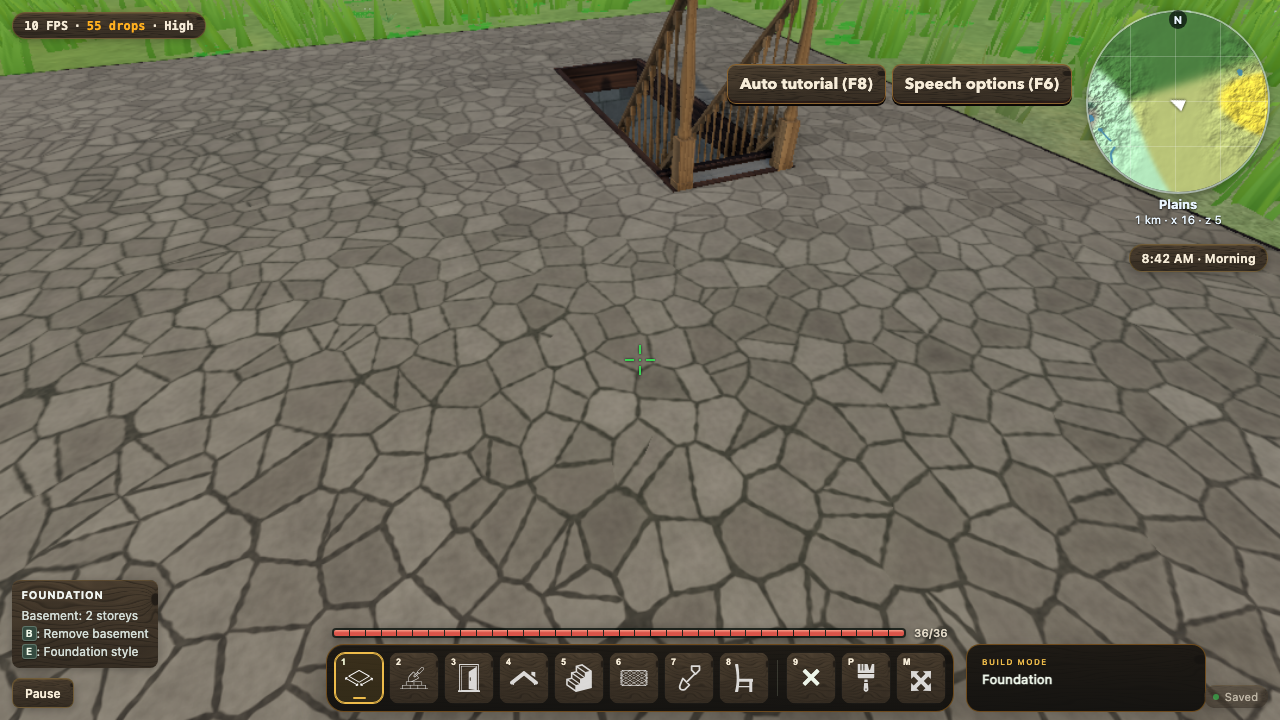 10 FPS · 55 drops · High
Auto tutorial (F8)
Speech options (F6)
N
Plains
1 km · x 16 · z 5
8:42 AM · Morning
FOUNDATION
Basement: 2 storeys
B: Remove basement
E: Foundation style
Pause
36/36
1
2
3
4
5
6
7
8
9
P
M
BUILD MODE
Foundation
Saved